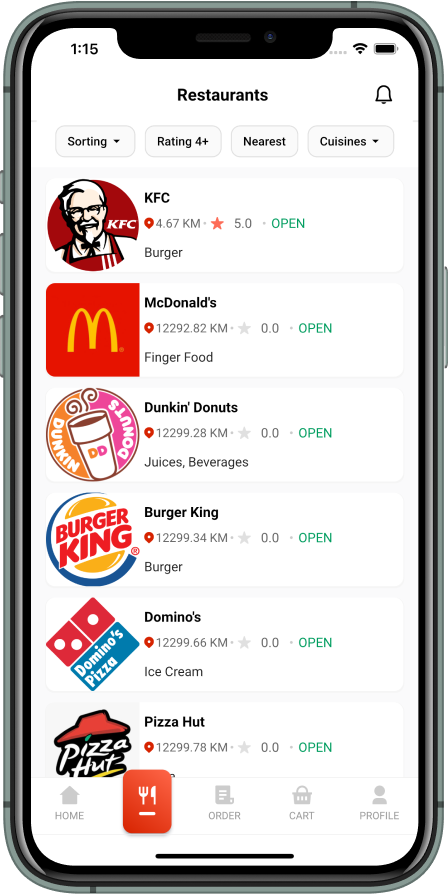 1:15
Restaurants
Sorting
Rating 4+
Nearest
Cuisines
KFC
KFC
4.67 KM • 5.0 • OPEN
Burger
McDonald's
12292.82 KM • 0.0 • OPEN
Finger Food
DUNKIN' DONUTS
DD
Dunkin' Donuts
12299.28 KM • 0.0 • OPEN
Juices, Beverages
BURGER KING
®
Burger King
12299.34 KM • 0.0 • OPEN
Burger
Domino's
Pizza
Domino's
12299.66 KM • 0.0 • OPEN
Ice Cream
Pizza
Hut
Pizza Hut
12299.78 KM • 0.0 • OPEN
HOME
ORDER
CART
PROFILE